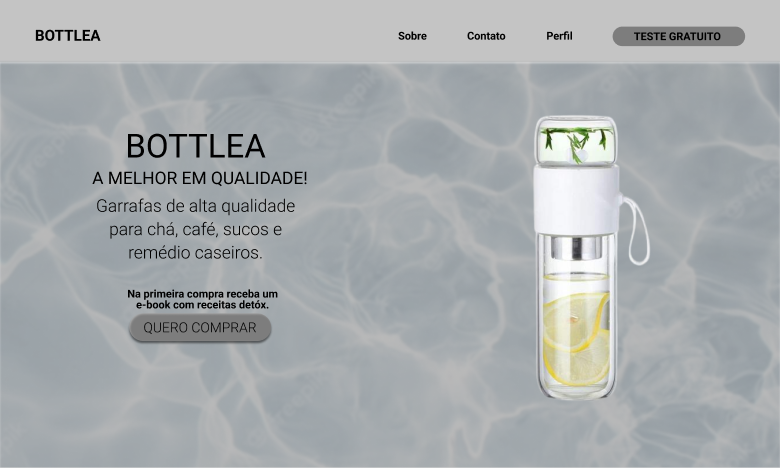 BOTTLEA
Sobre
Contato
Perfil
TESTE GRATUITO
BOTTLEA
A MELHOR EM QUALIDADE!
Garrafas de alta qualidade
para chá, café, sucos e
remédio caseiros.
Na primeira compra receba um
e-book com receitas detóx.
QUERO COMPRAR